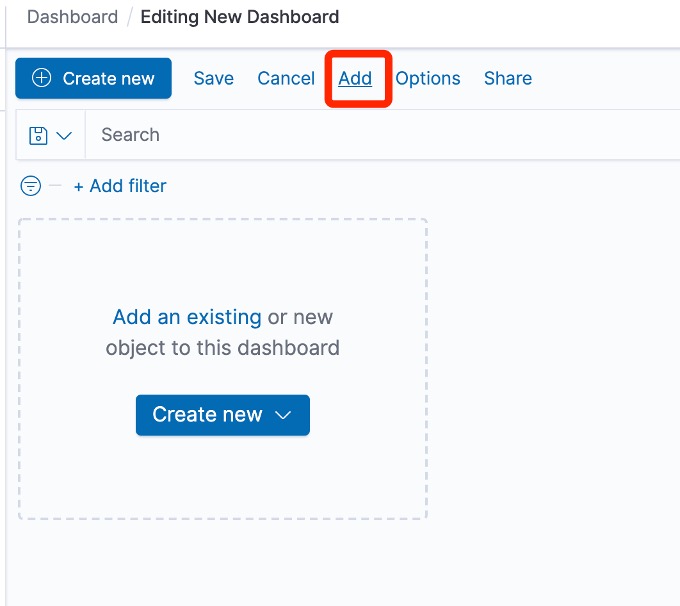 Dashboard / Editing New Dashboard
Create new Save Cancel Add Options Share
Search
+ Add filter
Add an existing or new
object to this dashboard
Create new